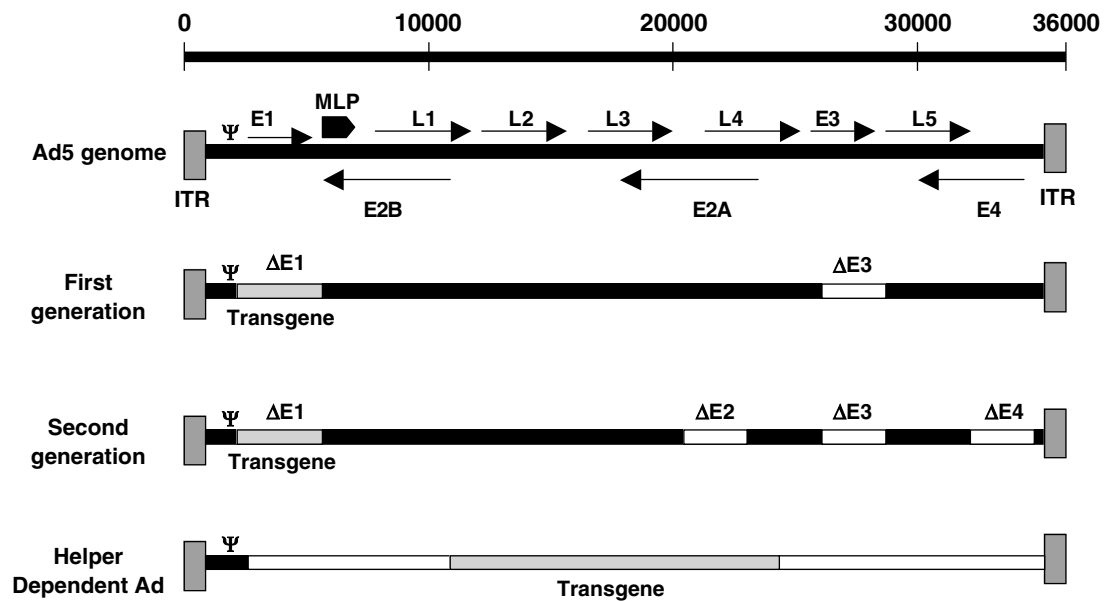 0 10000 20000 30000 36000
MLP
Ψ E1 L1 L2 L3 L4 E3 L5
Ad5 genome
ITR ITR
E2B E2A E4
ΔE1 ΔE3
Ψ
First
generation
Transgene
ΔE1 ΔE2 ΔE3 ΔE4
Ψ
Second
generation
Transgene
Ψ
Helper
Dependent Ad
Transgene